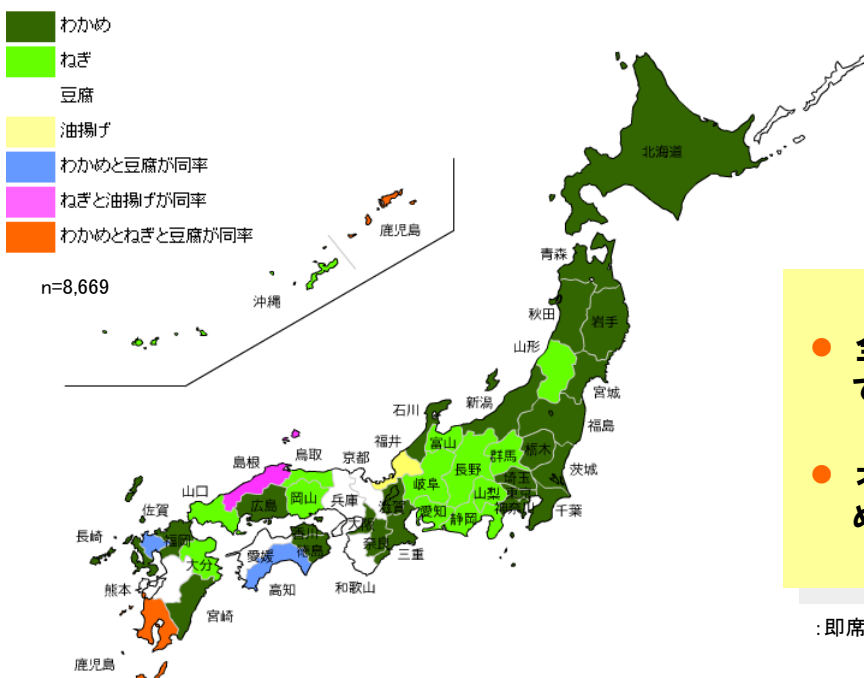 わかめ
ねぎ
豆腐
油揚げ
わかめと豆腐が同率
ねぎと油揚げが同率
わかめとねぎと豆腐が同率
n=8,669
鹿児島
沖縄
北海道
青森
秋田
岩手
山形
宮城
新潟
福島
石川
福井
富山
長野
群馬
栃木
茨城
埼玉
東京
神奈川
千葉
山梨
岐阜
愛知
静岡
滋賀
三重
京都
大阪
奈良
和歌山
兵庫
鳥取
島根
岡山
広島
山口
香川
徳島
愛媛
高知
佐賀
長崎
福岡
大分
熊本
宮崎
鹿児島
で
め
:即席